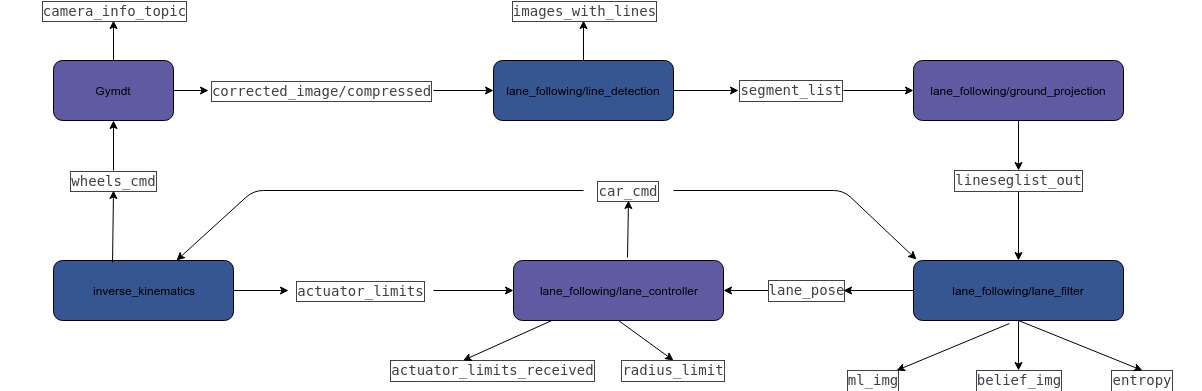 camera_info_topic
images_with_lines
Gymdt
corrected_image/compressed
lane_following/line_detection
segment_list
lane_following/ground_projection
wheels_cmd
car_cmd
lineseglist_out
inverse_kinematics
actuator_limits
lane_following/lane_controller
lane_pose
lane_following/lane_filter
actuator_limits_received
radius_limit
ml_img
belief_img
entropy